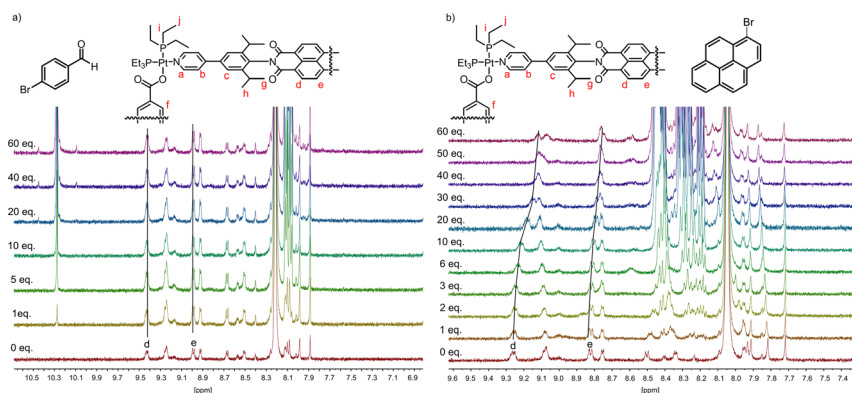 a)
O
H
Br
i
j
P
Et₃P-Pt-N
O
O
a
b
c
g
h
N
O
O
d
e
f
60 eq.
40 eq.
20 eq.
10 eq.
5 eq.
1eq.
0 eq.
d
e
10.5 10.3 10.1 9.9 9.7 9.5 9.3 9.1 8.9 8.7 8.5 8.3 8.1 7.9 7.7 7.5 7.3 7.1 6.9
[ppm]
b)
i
j
P
Et₃P-Pt-N
O
O
a
b
c
g
h
N
O
O
d
e
f
Br
60 eq.
50 eq.
40 eq.
30 eq.
20 eq.
10 eq.
6 eq.
3 eq.
2 eq.
1 eq.
0 eq.
d
e
9.6 9.5 9.4 9.3 9.2 9.1 9.0 8.9 8.8 8.7 8.6 8.5 8.4 8.3 8.2 8.1 8.0 7.9 7.8 7.7 7.6 7.5 7.4
[ppm]